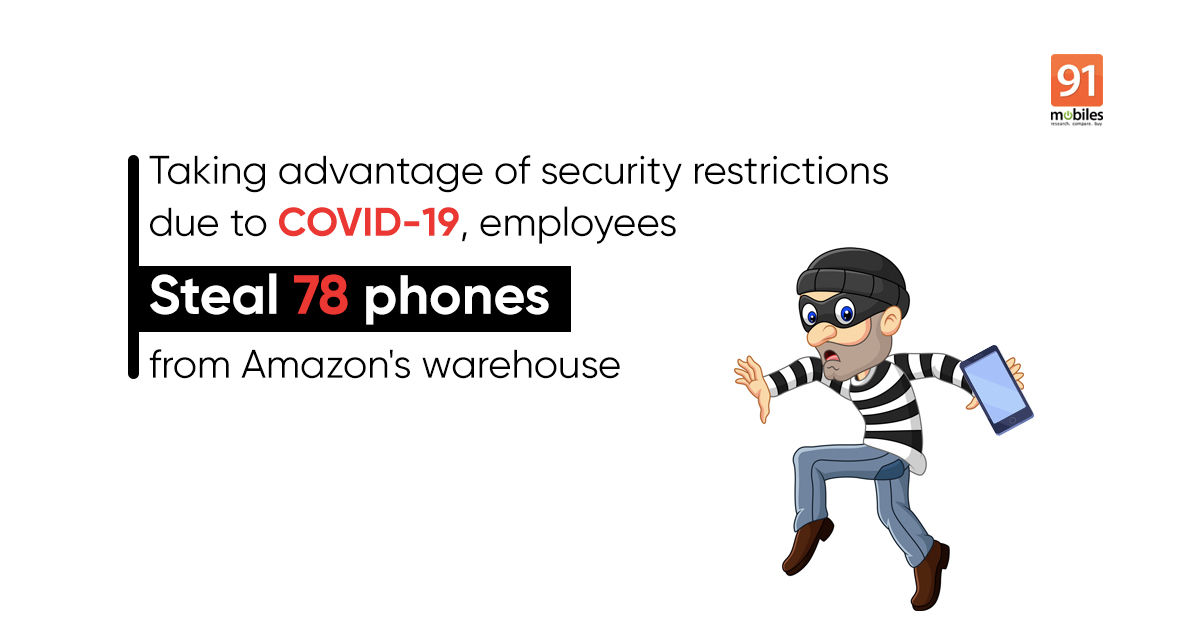 91
mobiles
research. compare. buy
Taking advantage of security restrictions
due to COVID-19, employees
Steal 78 phones
from Amazon's warehouse